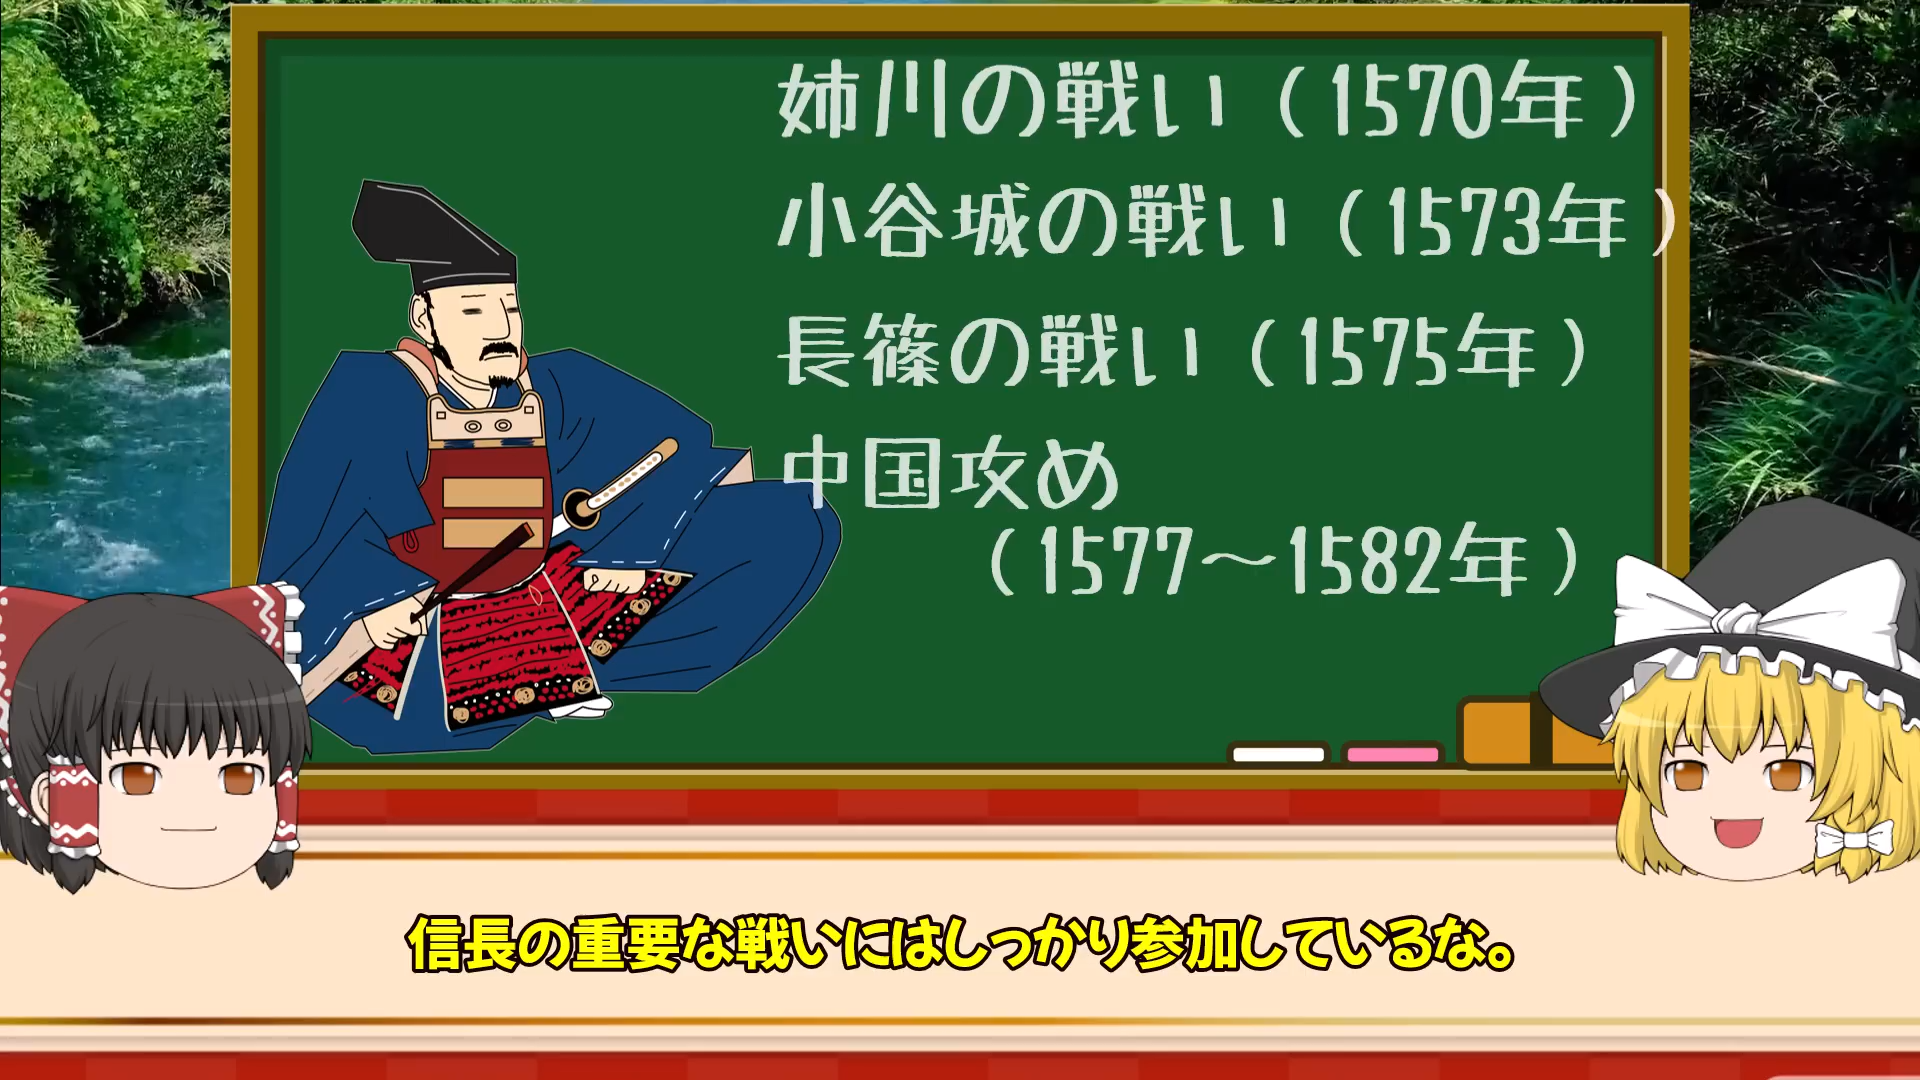 姉川の戦い（1570年）
小谷城の戦い（1573年）
長篠の戦い（1575年）
中国攻め
（1577～1582年）
信長の重要な戦いにはしっかり参加しているな。